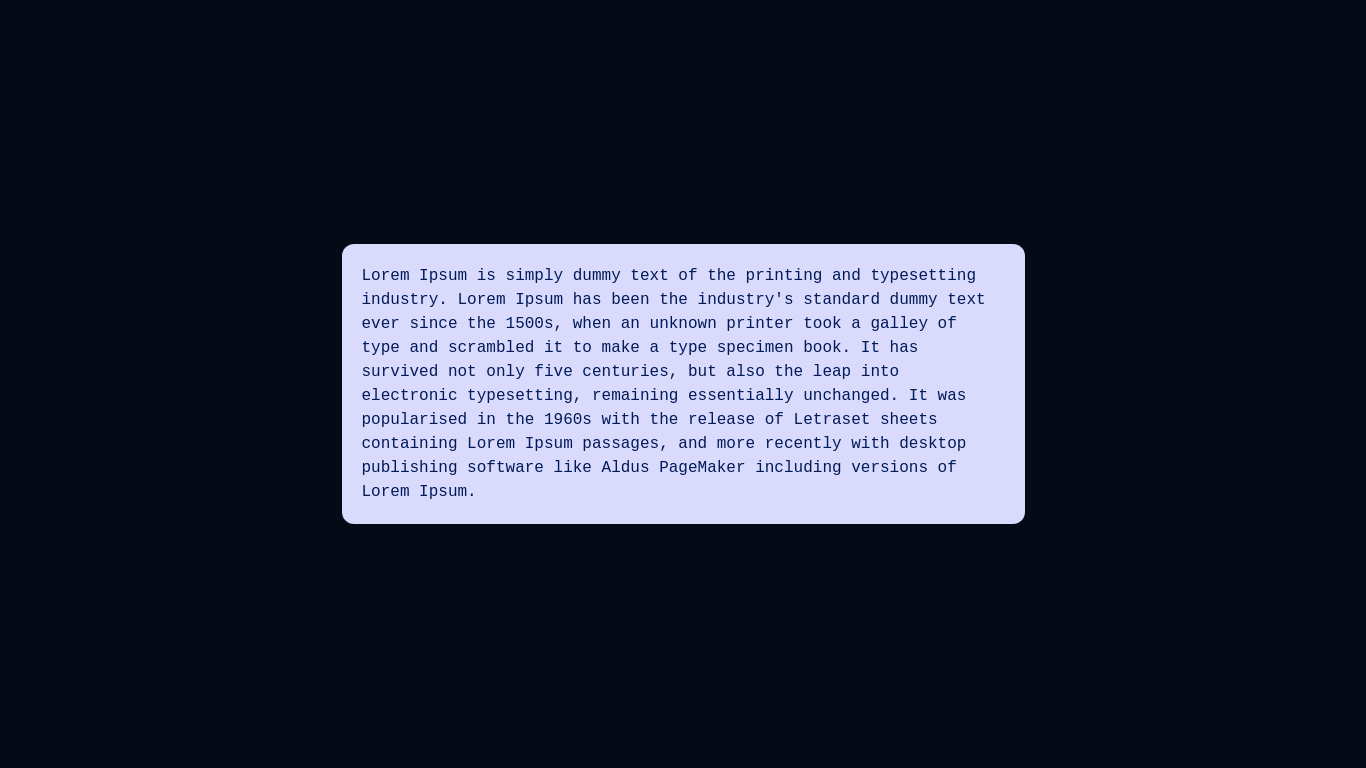 Lorem Ipsum is simply dummy text of the printing and typesetting
industry. Lorem Ipsum has been the industry's standard dummy text
ever since the 1500s, when an unknown printer took a galley of
type and scrambled it to make a type specimen book. It has
survived not only five centuries, but also the leap into
electronic typesetting, remaining essentially unchanged. It was
popularised in the 1960s with the release of Letraset sheets
containing Lorem Ipsum passages, and more recently with desktop
publishing software like Aldus PageMaker including versions of
Lorem Ipsum.